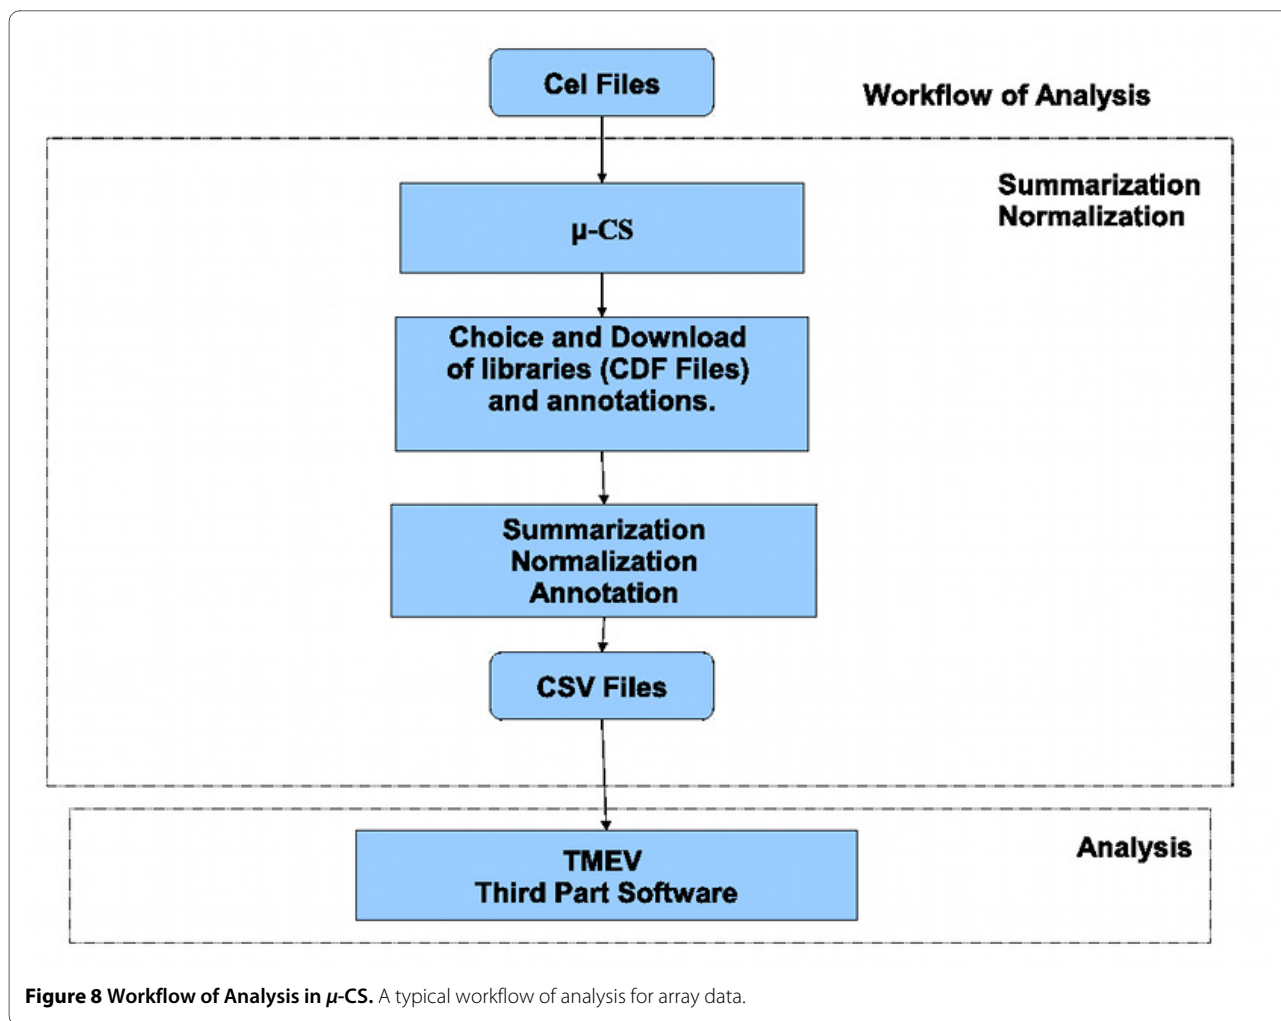 Cel Files
Workflow of Analysis
Summarization
Normalization
μ-CS
Choice and Download
of libraries (CDF Files)
and annotations.
Summarization
Normalization
Annotation
CSV Files
Analysis
TMEV
Third Part Software
Figure 8 Workflow of Analysis in μ-CS. A typical workflow of analysis for array data.